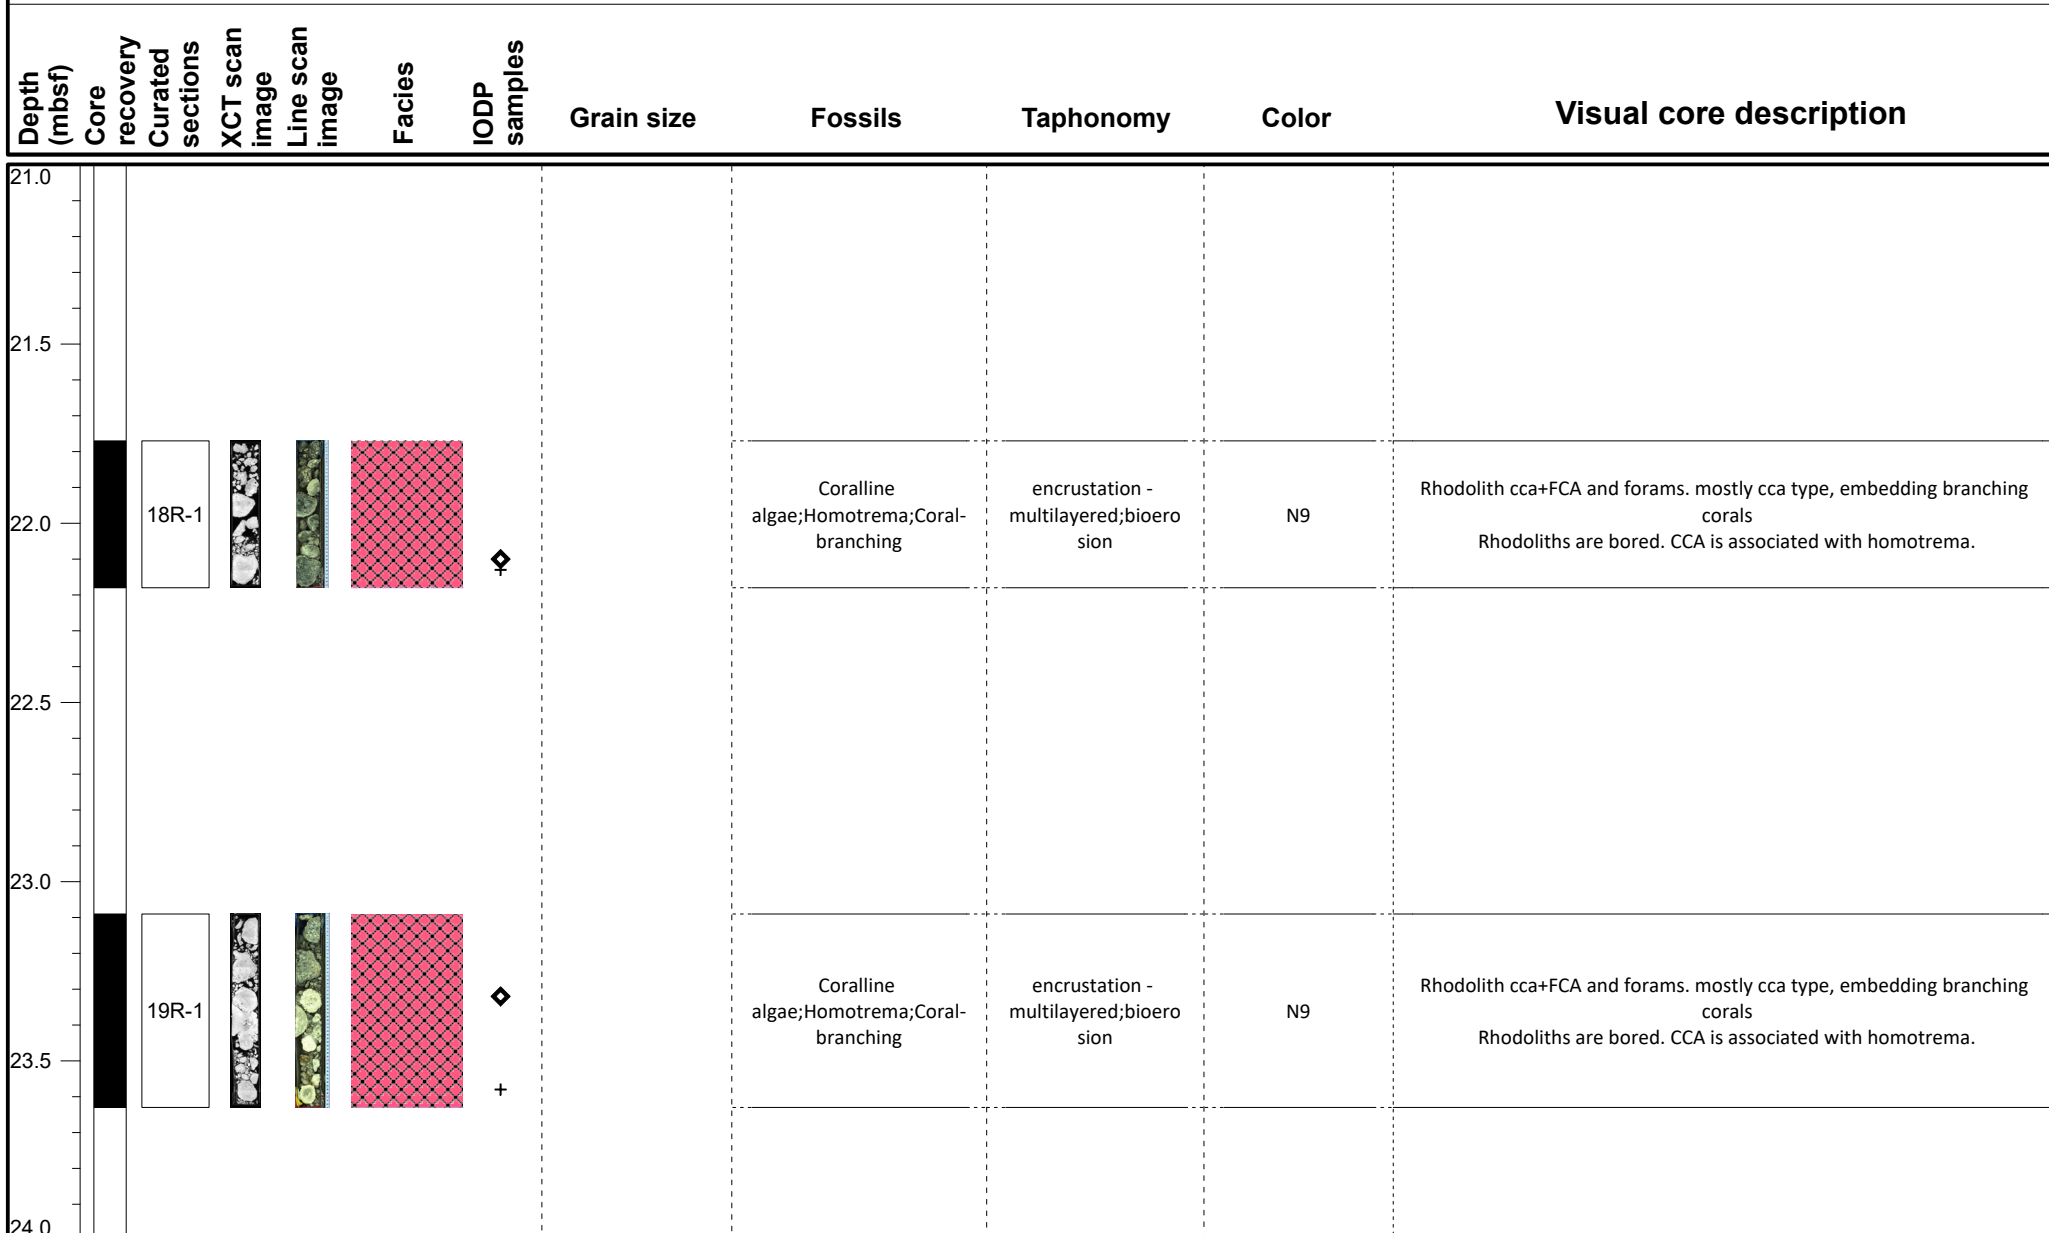 Depth
(mbsf)
Core
recovery
Curated
sections
XCT scan
image
Line scan
image
Facies
IODP
samples
Grain size
Fossils
Taphonomy
Color
Visual core description
21.0
21.5
18R-1
Coralline
algae;Homotrema;Coral-
branching
encrustation -
multilayered;bioero
sion
N9
Rhodolith cca+FCA and forams. mostly cca type, embedding branching
corals
Rhodoliths are bored. CCA is associated with homotrema.
22.0
22.5
23.0
19R-1
Coralline
algae;Homotrema;Coral-
branching
encrustation -
multilayered;bioero
sion
N9
Rhodolith cca+FCA and forams. mostly cca type, embedding branching
corals
Rhodoliths are bored. CCA is associated with homotrema.
23.5
24.0